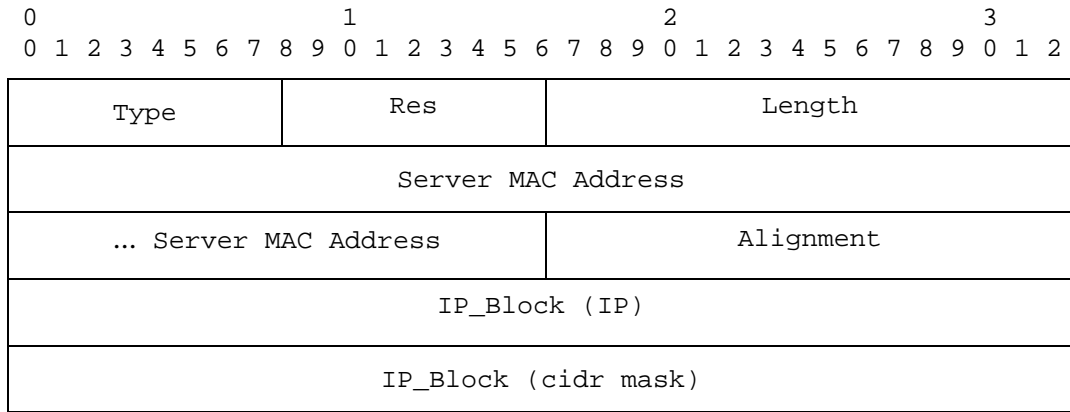 0 1 2 3
0 1 2 3 4 5 6 7 8 9 0 1 2 3 4 5 6 7 8 9 0 1 2 3 4 5 6 7 8 9 0 1 2
Type Res Length
Server MAC Address
… Server MAC Address Alignment
IP_Block (IP)
IP_Block (cidr mask)